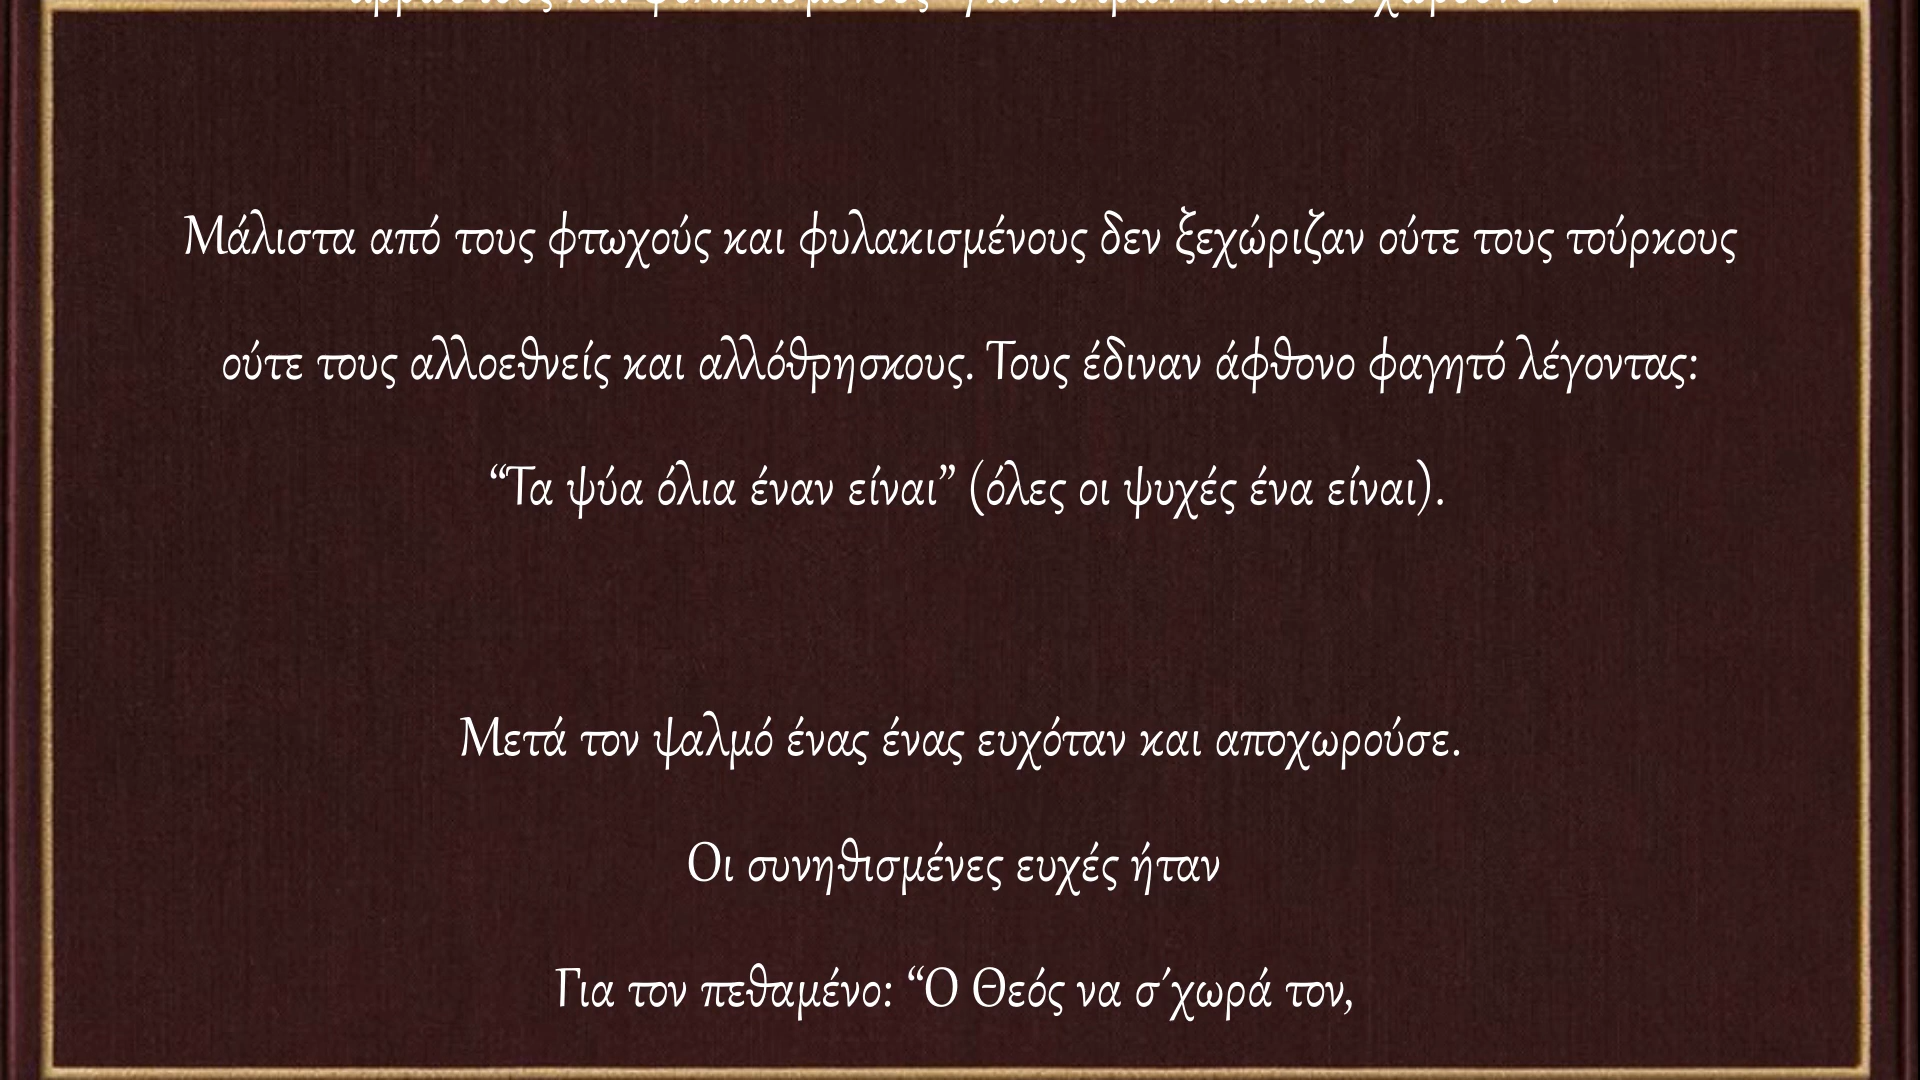 Μάλιστα από τους φτωχούς και φυλακισμένους δεν ξεχώριζαν ούτε τους τούρκους
ούτε τους αλλοεθνείς και αλλόθρησκους. Τους έδιναν άφθονο φαγητό λέγοντας:
“Τα ψύα όλια έναν είναι” (όλες οι ψυχές ένα είναι).
Μετά τον ψαλμό ένας ένας ευχόταν και αποχωρούσε.
Οι συνηθισμένες ευχές ήταν
Για τον πεθαμένο: “Ο Θεός να σ΄χωρά τον,